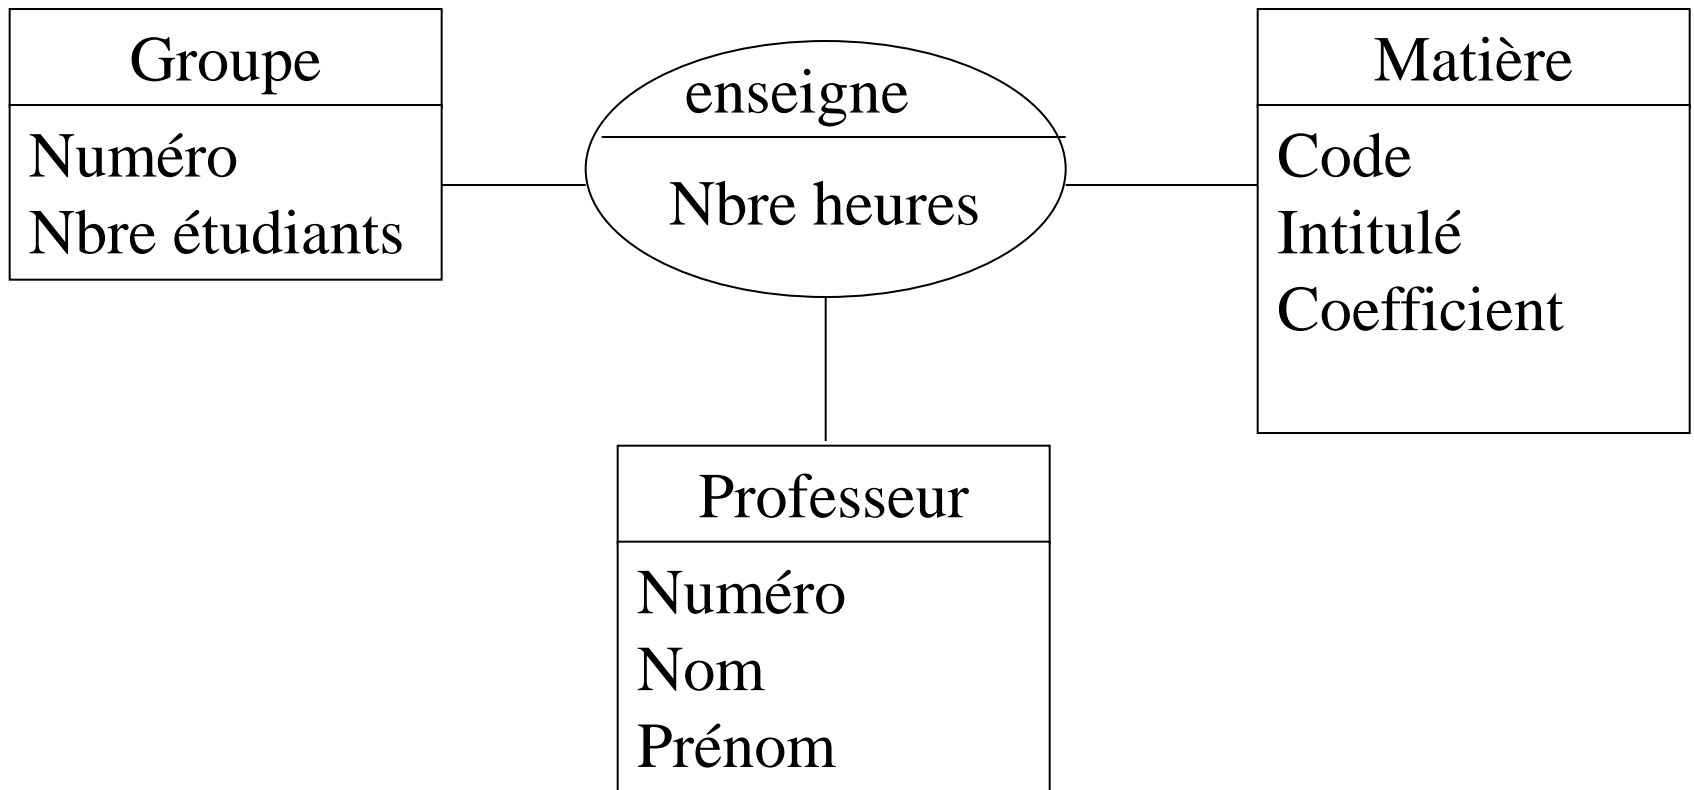 Groupe
Numéro
Nbre étudiants
enseigne
Nbre heures
Matière
Code
Intitulé
Coefficient
Professeur
Numéro
Nom
Prénom